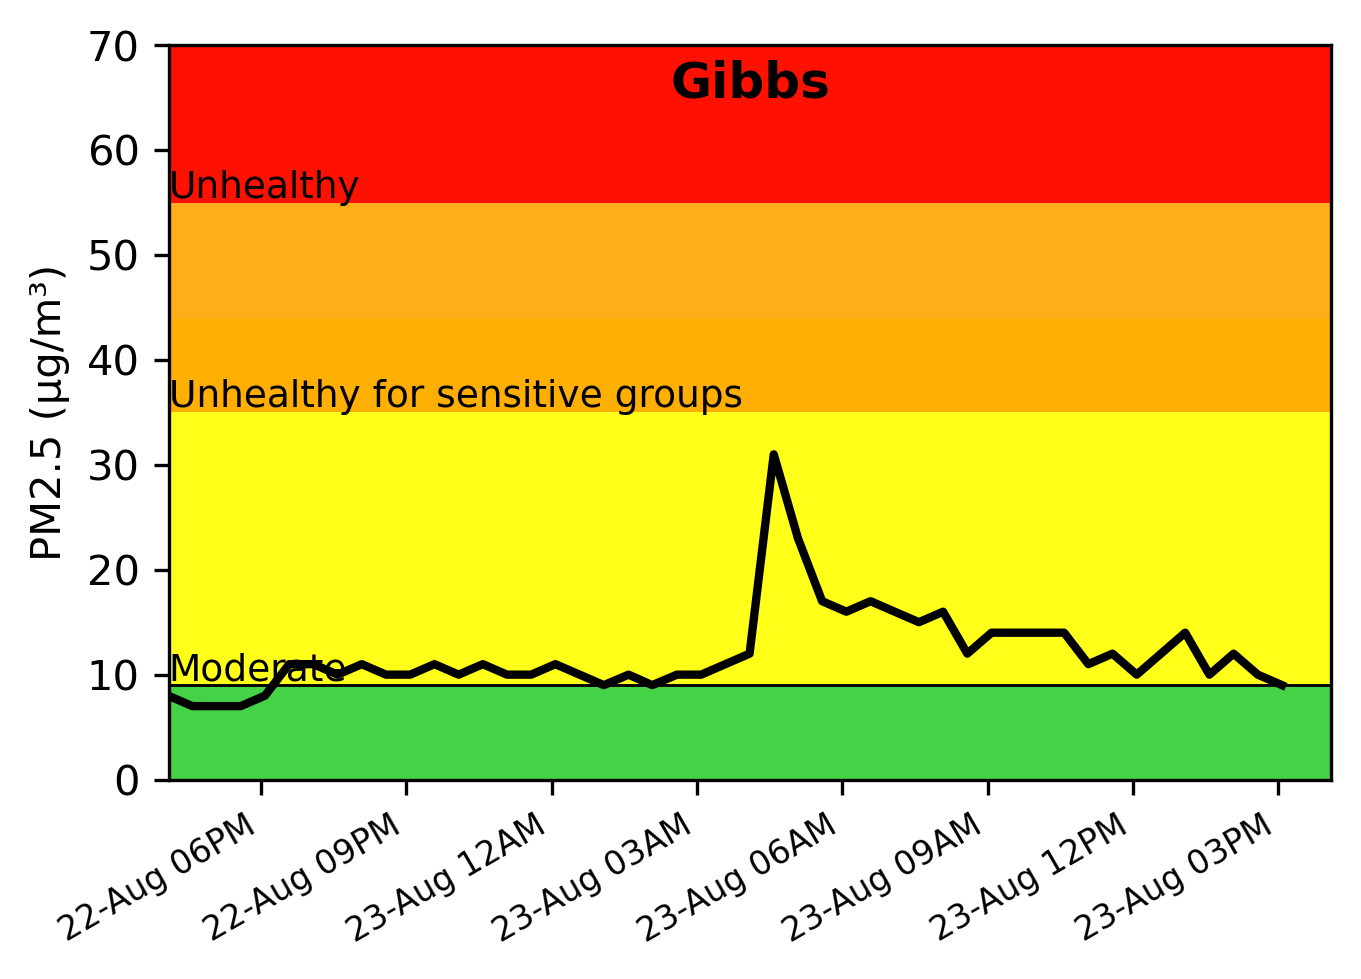 Gibbs
PM2.5 (µg/m³)
70
60
50
40
30
20
10
0
Unhealthy
Unhealthy for sensitive groups
Moderate
22-Aug 06PM
22-Aug 09PM
23-Aug 12AM
23-Aug 03AM
23-Aug 06AM
23-Aug 09AM
23-Aug 12PM
23-Aug 03PM